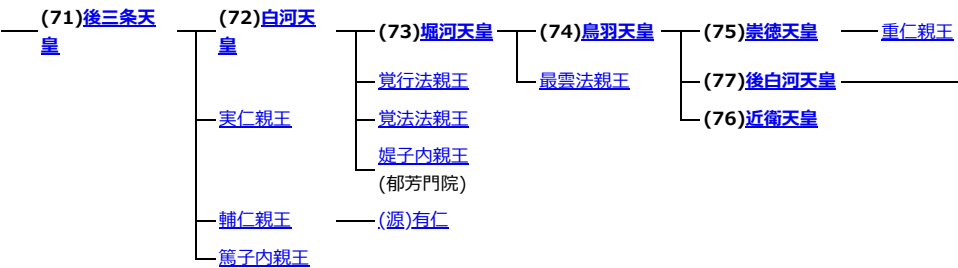 (71)後三条天
皇
(72)白河天
皇
(73)堀河天皇
(74)鳥羽天皇
(75)崇徳天皇
重仁親王
覚行法親王
最雲法親王
(77)後白河天皇
実仁親王
覚法法親王
(76)近衛天皇
媞子内親王
(郁芳門院)
輔仁親王
(源)有仁
篤子内親王